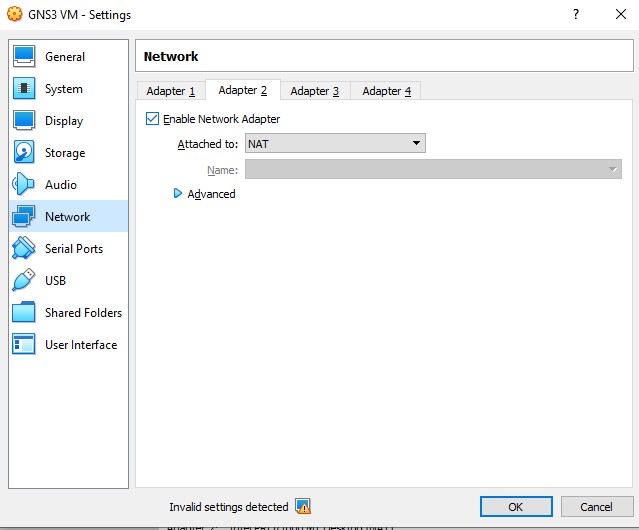 GNS3 VM - Settings
?
General
System
Display
Storage
Audio
Network
Serial Ports
USB
Shared Folders
User Interface
Network
Adapter 1 Adapter 2 Adapter 3 Adapter 4
Enable Network Adapter
Attached to: NAT
Name:
Advanced
Invalid settings detected
OK Cancel